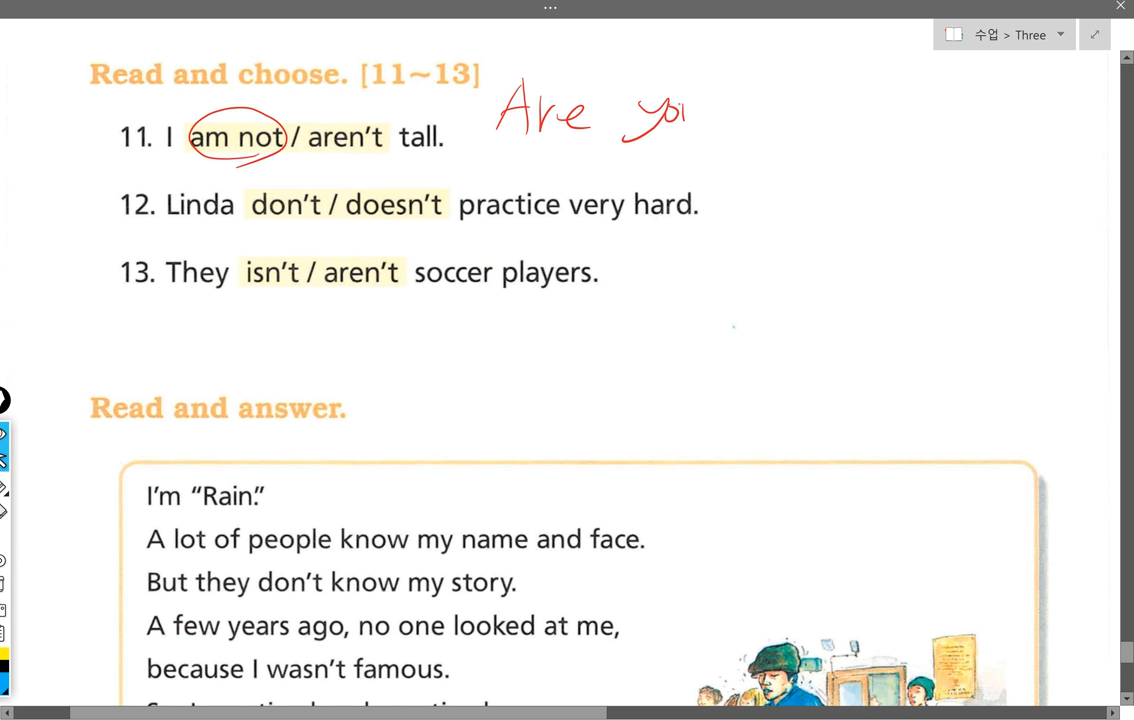 수업 > Three
Read and choose. [11~13]
Are you
11. I am not / aren't tall.
12. Linda don't / doesn't practice very hard.
13. They isn't / aren't soccer players.
Read and answer.
I'm “Rain.”
A lot of people know my name and face.
But they don't know my story.
A few years ago, no one looked at me,
because I wasn't famous.